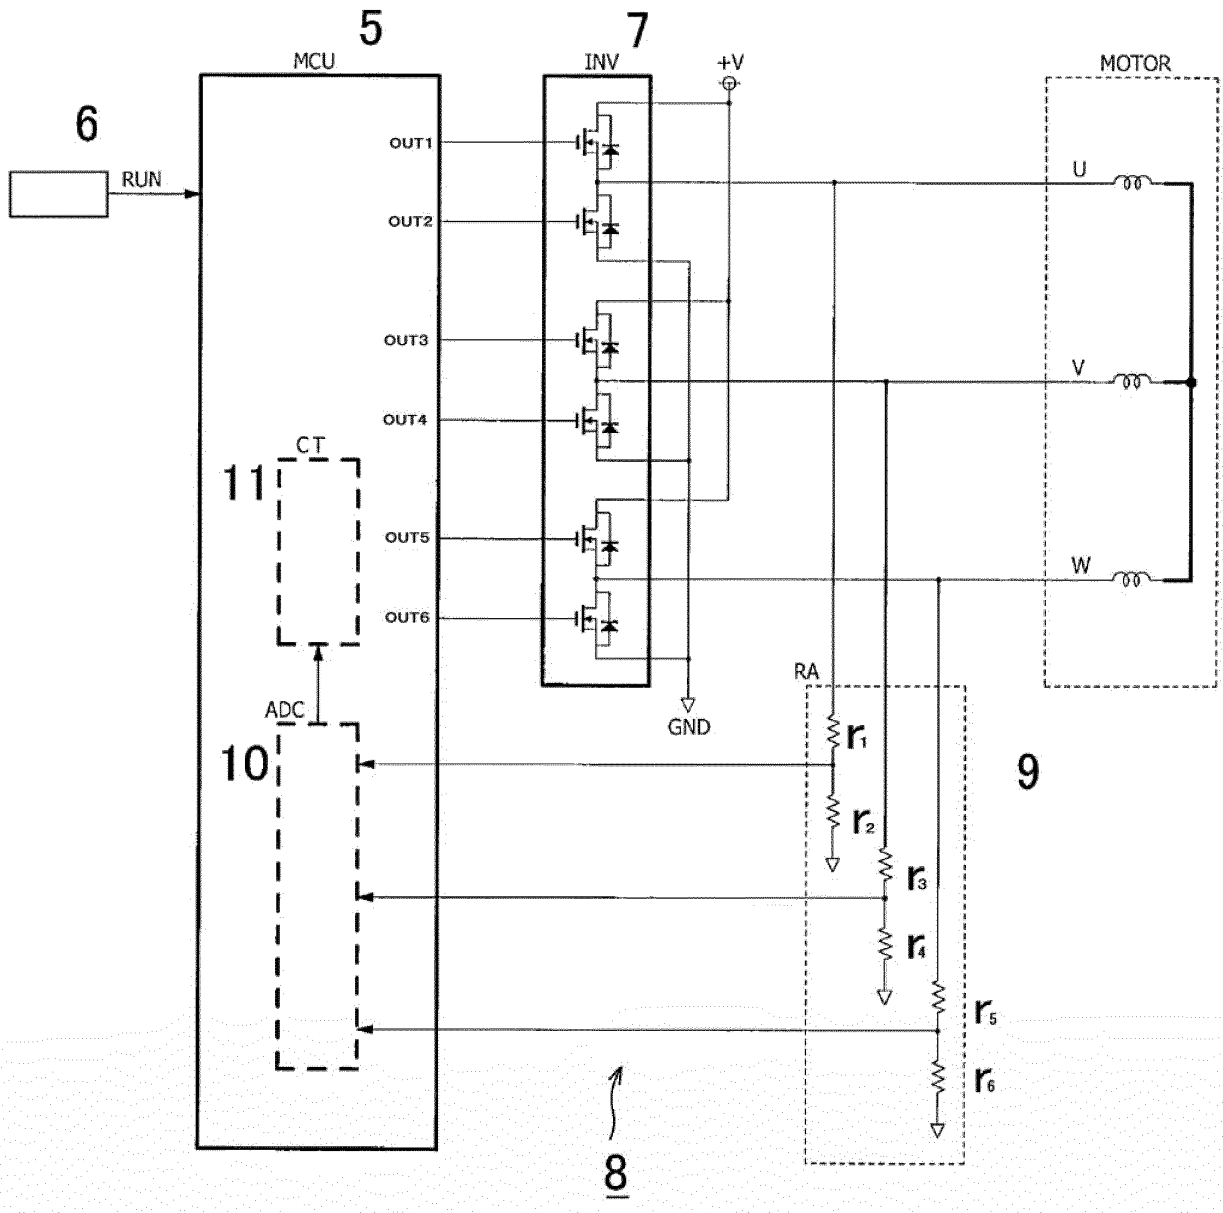 5
7
MCU
INV
+V
MOTOR
6
OUT1
RUN
U
OUT2
OUT3
V
OUT4
CT
11
OUT5
W
OUT6
RA
ADC
GND
r1
10
9
r2
r3
r4
r5
r6
8